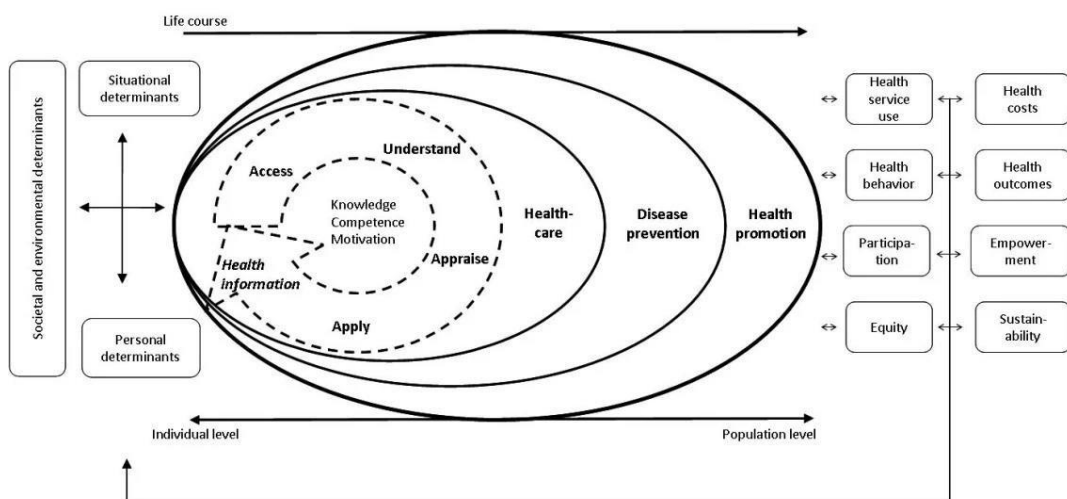 Life course
Societal and environmental determinants
Situational
determinants
Personal
determinants
Access
Understand
Knowledge
Competence
Motivation
Health
information
Appraise
Apply
Health-
care
Disease
prevention
Health
promotion
Individual level
Population level
Health
service
use
Health
costs
Health
behavior
Health
outcomes
Participa-
tion
Empower-
ment
Equity
Sustain-
ability